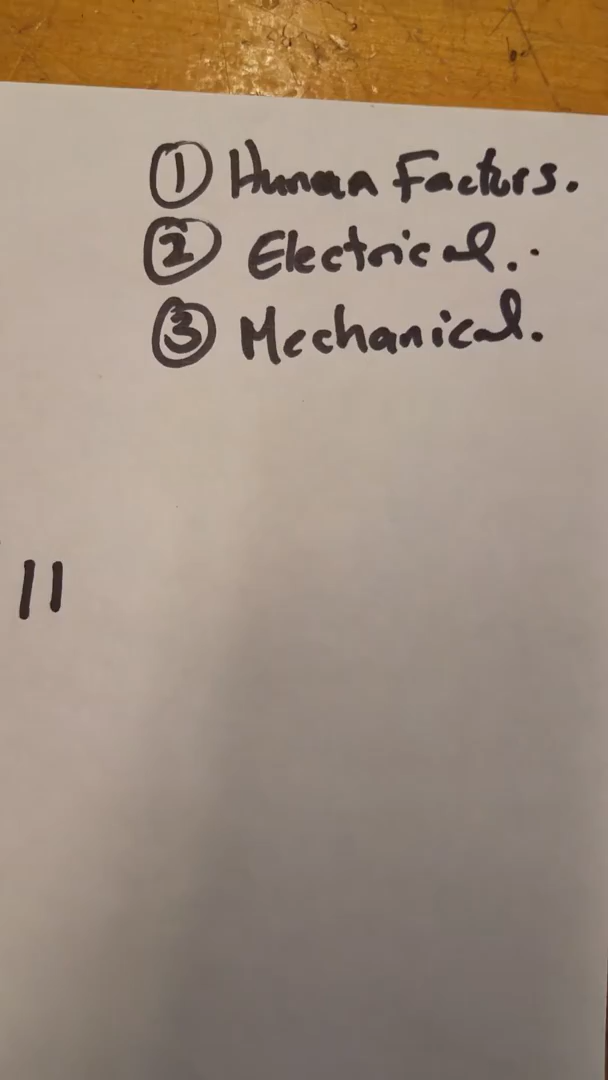 ① Human Factors.
② Electrical..
③ Mechanical.
11